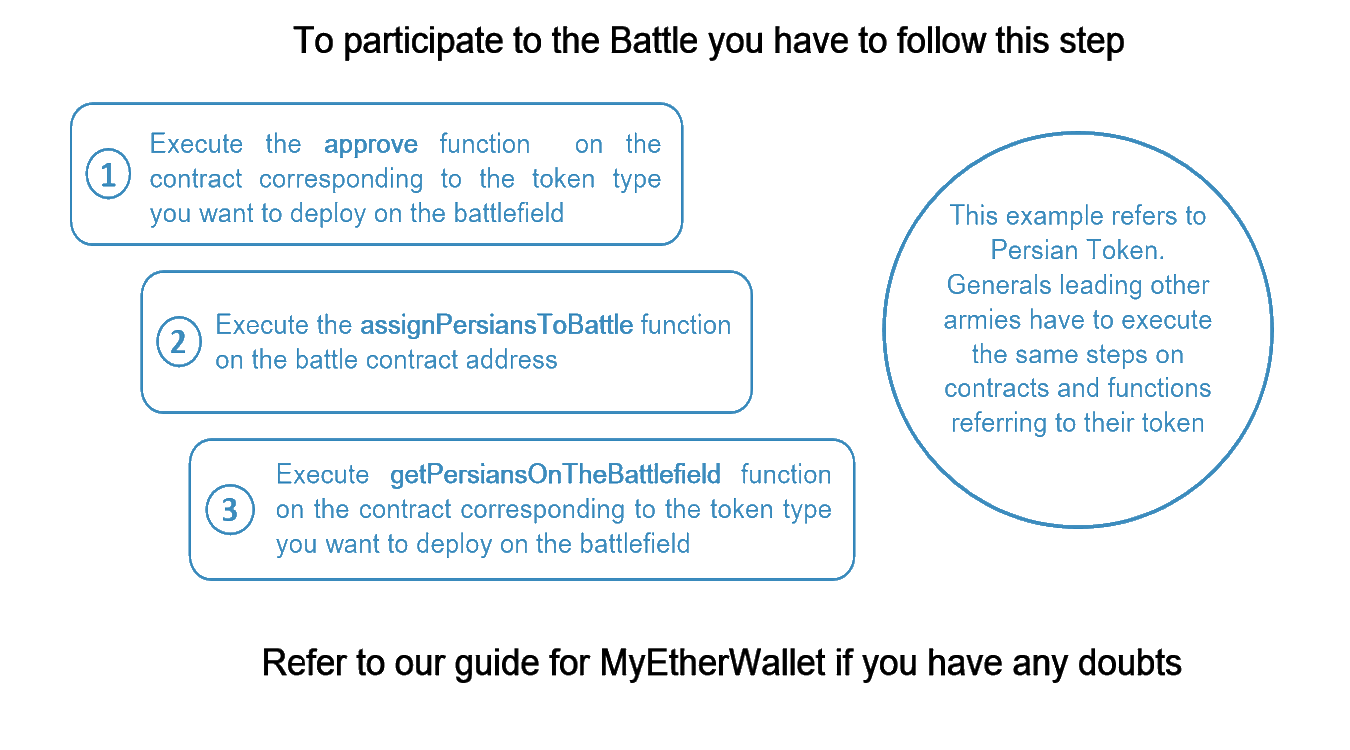 To participate to the Battle you have to follow this step
1
Execute the approve function on the
contract corresponding to the token type
you want to deploy on the battlefield
2
Execute the assignPersiansToBattle function
on the battle contract address
3
Execute getPersiansOnTheBattlefield function
on the contract corresponding to the token type
you want to deploy on the battlefield
This example refers to
Persian Token.
Generals leading other
armies have to execute
the same steps on
contracts and functions
referring to their token
Refer to our guide for MyEtherWallet if you have any doubts